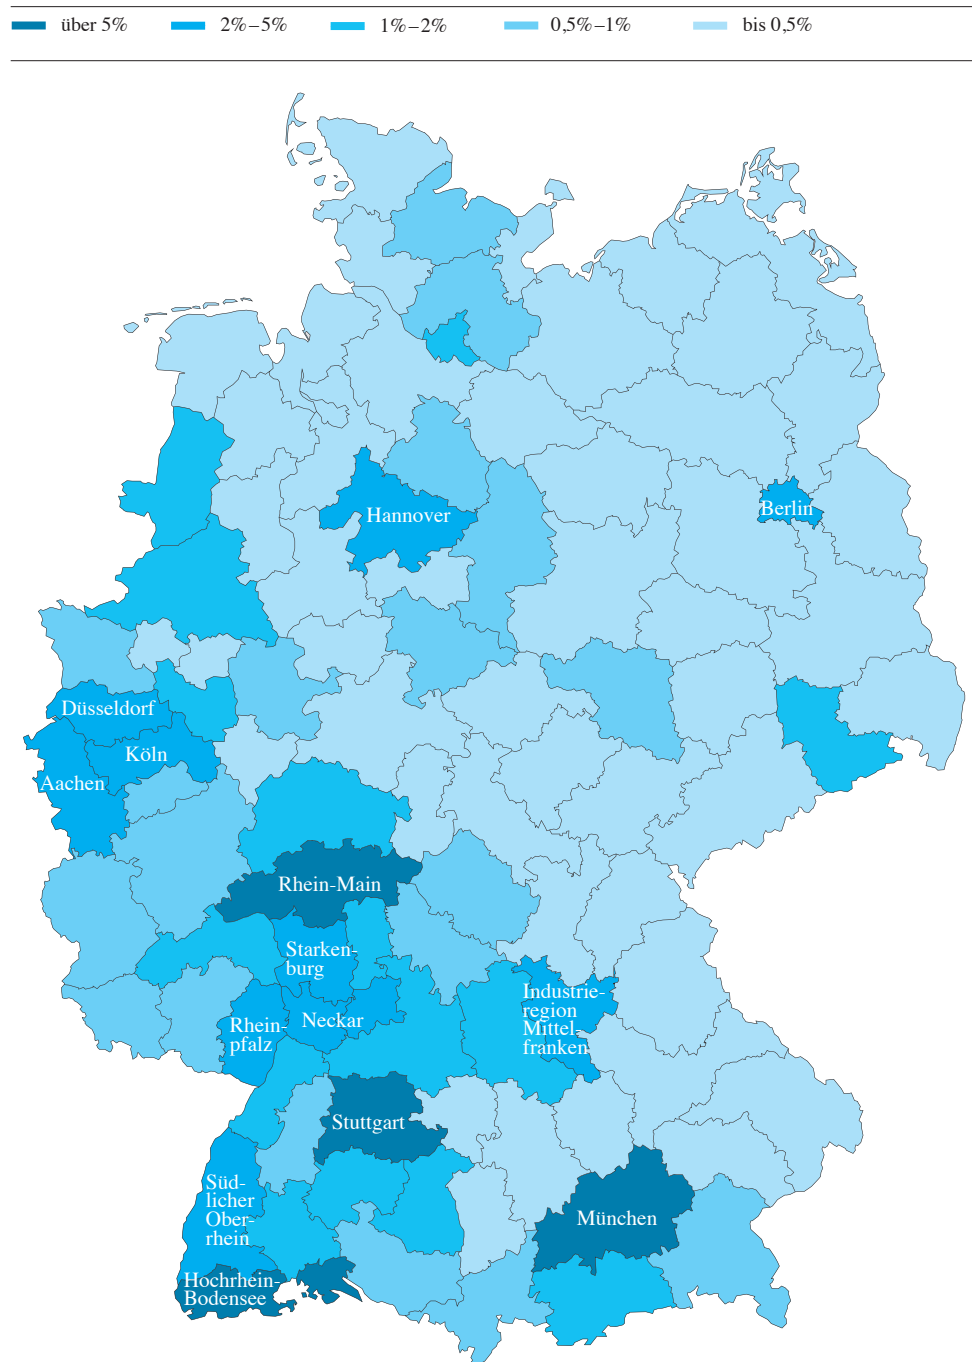 über 5% 2%–5% 1%–2% 0,5%–1% bis 0,5%
Hannover
Berlin
Düsseldorf
Köln
Aachen
Rhein-Main
Starken-
burg
Industrie-
region
Mittel-
franken
Rhein-
pfalz
Neckar
Stuttgart
Süd-
licher
Ober-
rhein
München
Hochrhein-
Bodensee